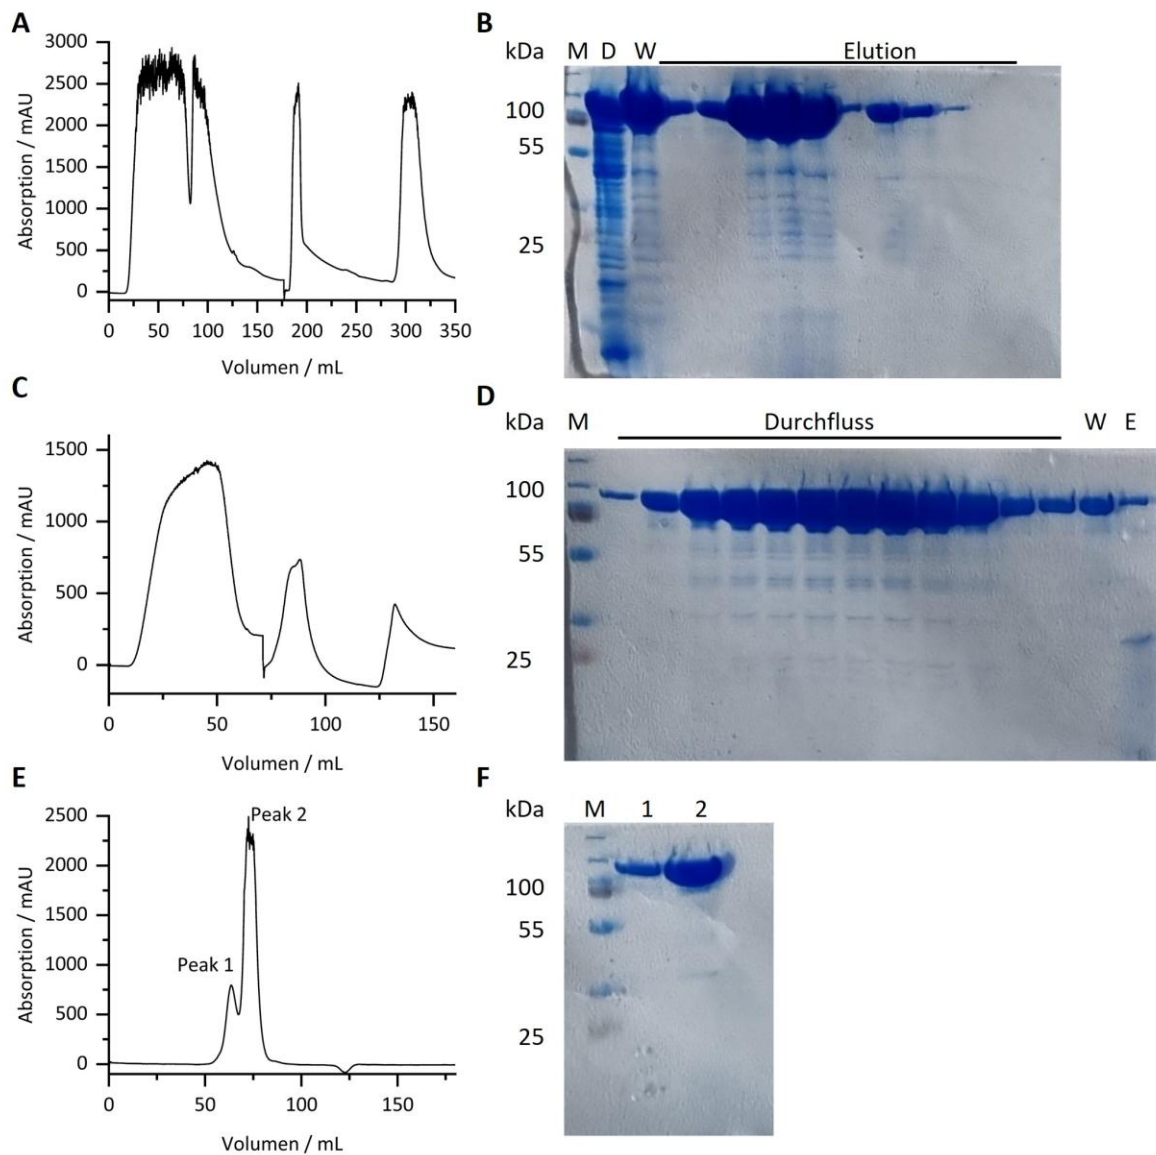 A
Absorption / mAU
3000
2500
2000
1500
1000
500
0
0 50 100 150 200 250 300 350
Volumen / mL
B
kDa M D W Elution
100
55
25
C
Absorption / mAU
1500
1000
500
0
0 50 100 150
Volumen / mL
D
kDa M Durchfluss W E
100
55
25
E
Absorption / mAU
2500
2000
1500
1000
500
0
Peak 2
Peak 1
0 50 100 150
Volumen / mL
F
kDa M 1 2
100
55
25